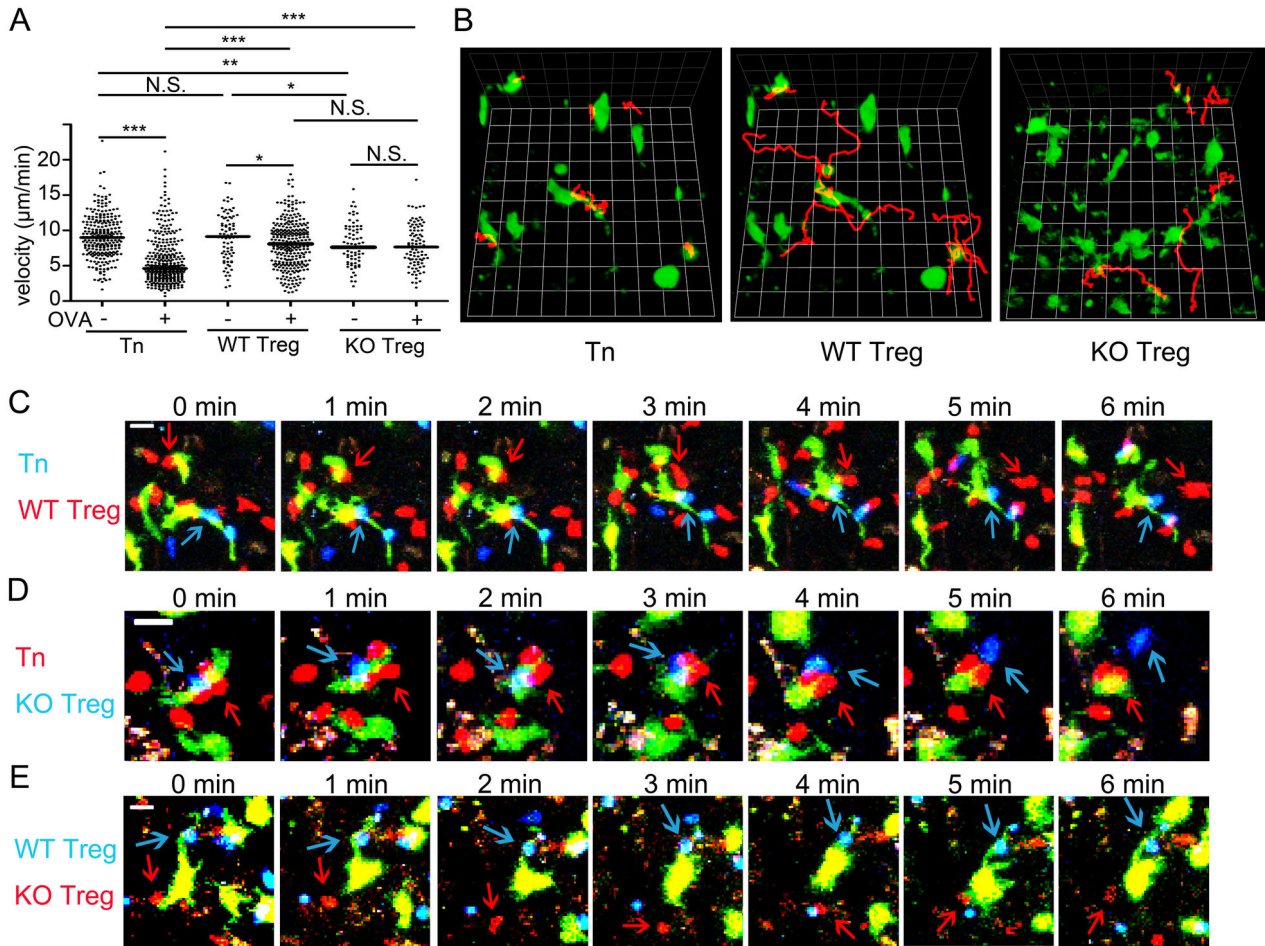 A
***
***
**
N.S.
*
N.S.
***
*
N.S.
velocity (µm/min)
20
15
10
5
0
OVA
- + - + - +
Tn WT Treg KO Treg
B
Tn WT Treg KO Treg
C
0 min 1 min 2 min 3 min 4 min 5 min 6 min
Tn
WT Treg
D
0 min 1 min 2 min 3 min 4 min 5 min 6 min
Tn
KO Treg
E
0 min 1 min 2 min 3 min 4 min 5 min 6 min
WT Treg
KO Treg